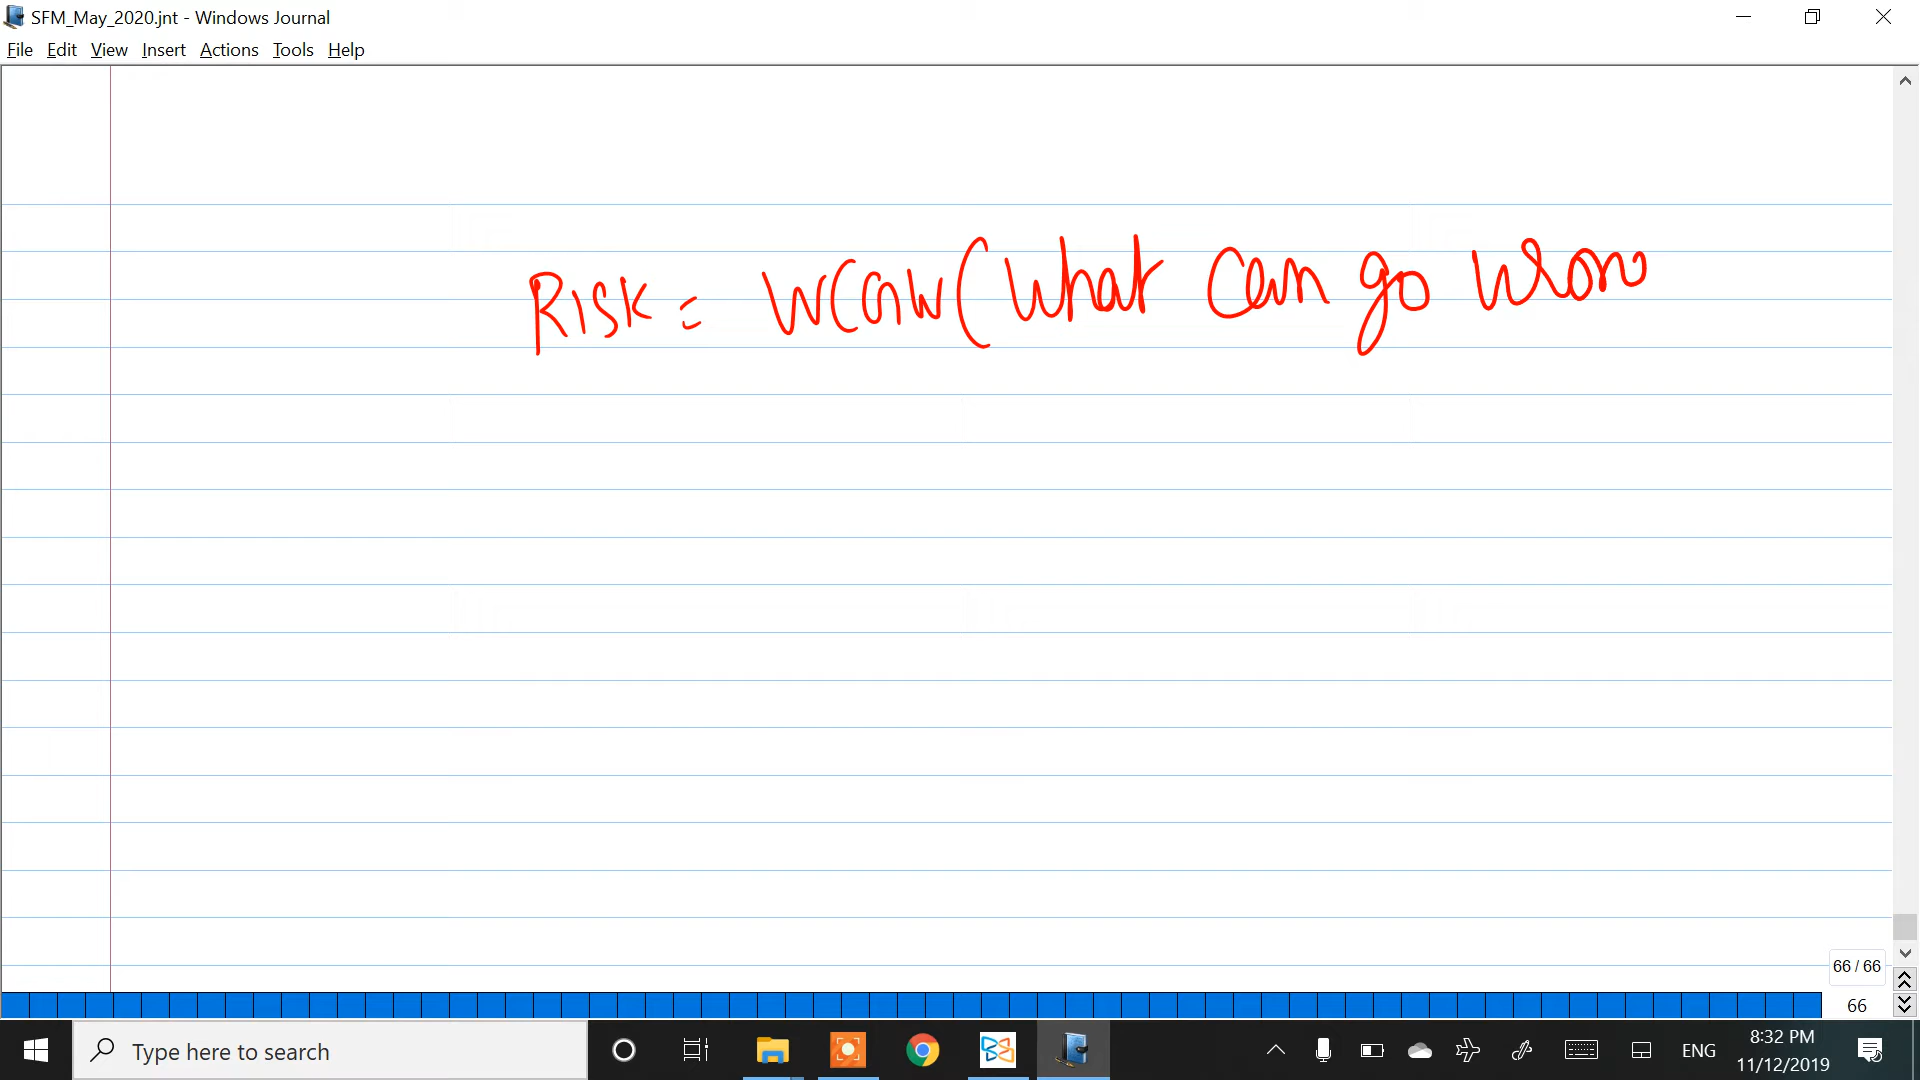 SFM_May_2020.jnt - Windows Journal
File Edit View Insert Actions Tools Help
RISK = WCGW (What Can go wron
66 / 66
66
Type here to search
ENG
8:32 PM
11/12/2019